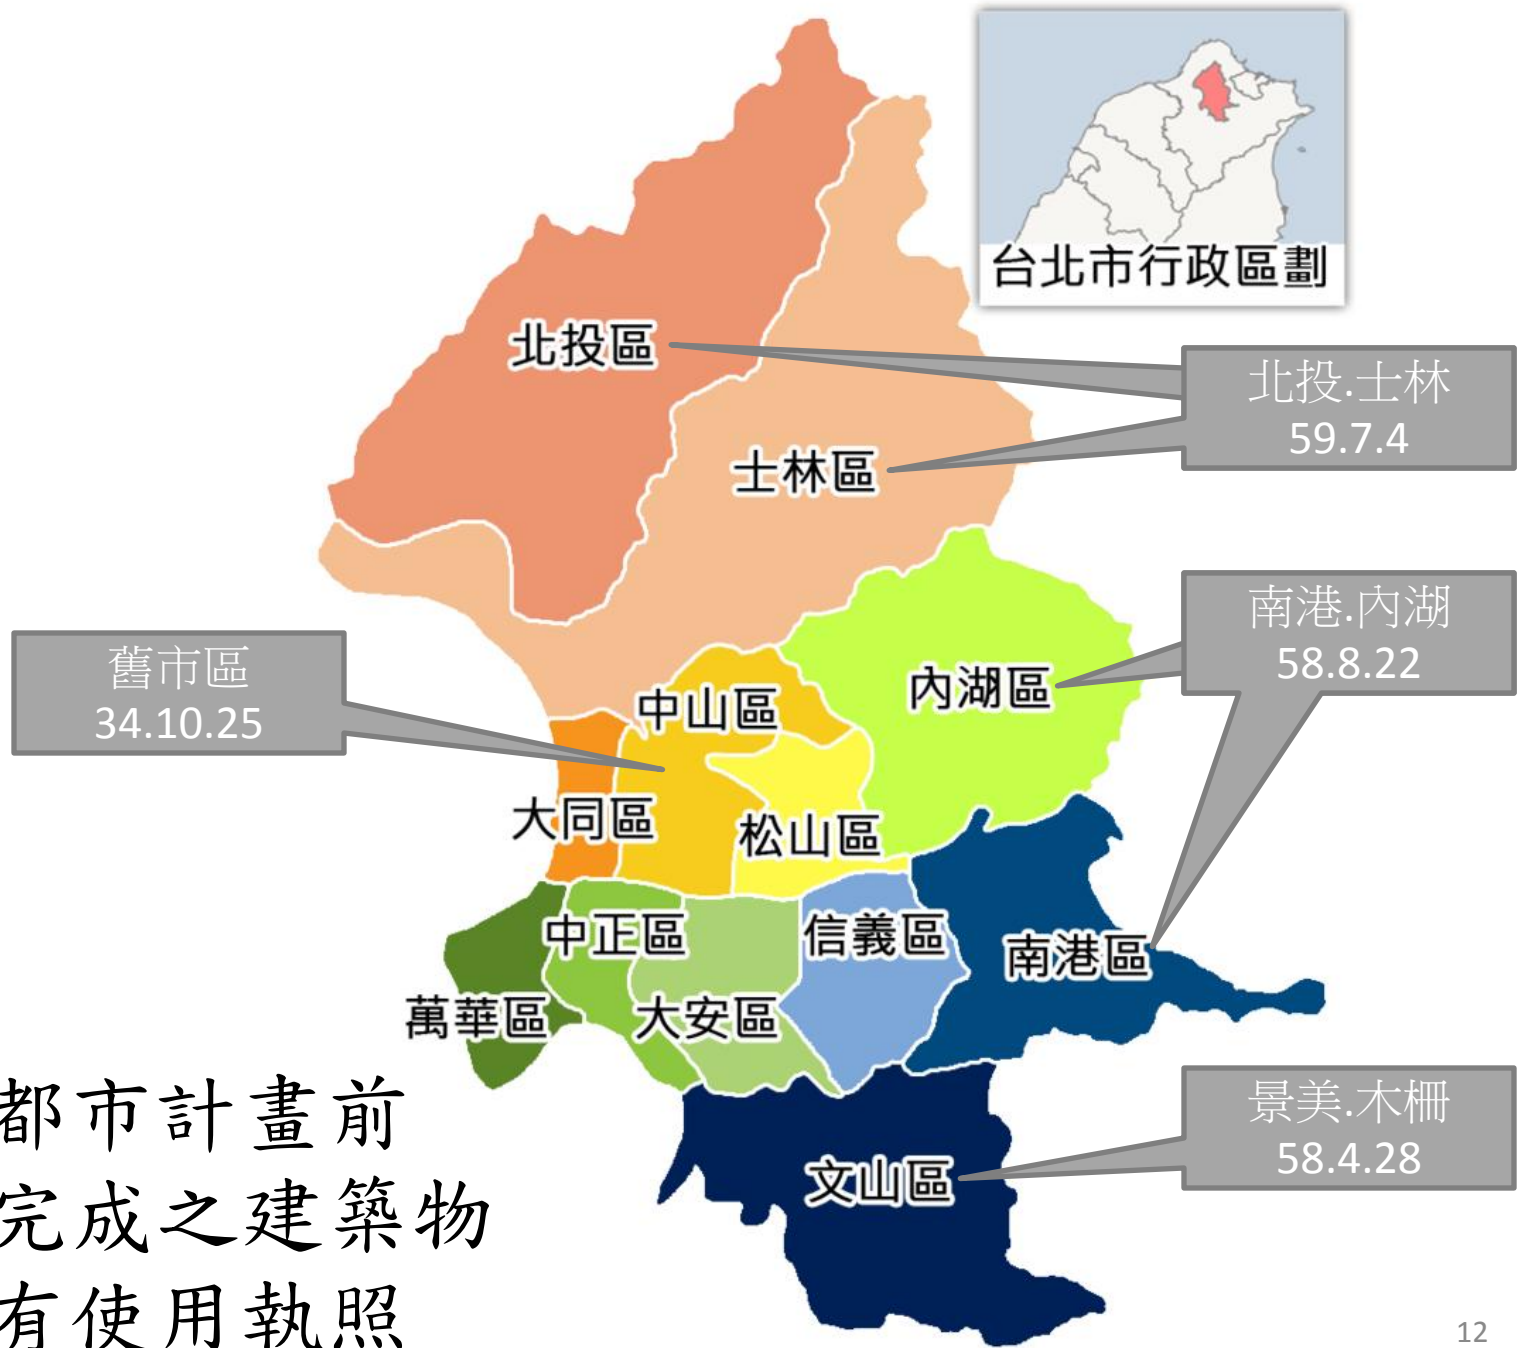 台北市行政區劃
北投區
北投.士林
59.7.4
士林區
南港.內湖
58.8.22
舊市區
34.10.25
內湖區
中山區
大同區
松山區
中正區
信義區
南港區
萬華區
大安區
都市計畫前
完成之建築物
有使用執照
景美.木柵
58.4.28
文山區
12